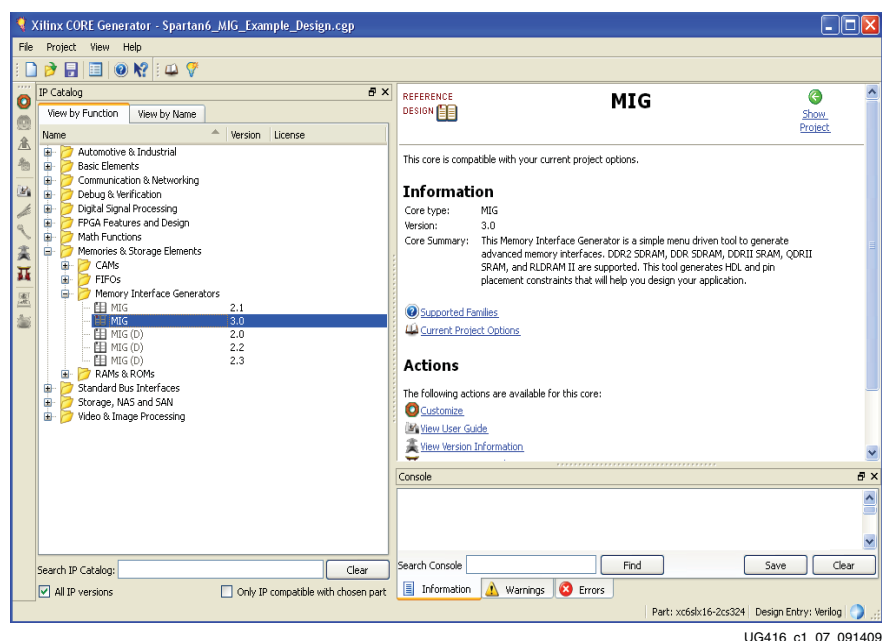 Xilinx CORE Generator - Spartan6_MIG_Example_Design.cgp
File Project View Help
IP Catalog
View by Function View by Name
Name Version License
Automotive & Industrial
Basic Elements
Communication & Networking
Debug & Verification
Digital Signal Processing
FPGA Features and Design
Math Functions
Memories & Storage Elements
CAMs
FIFOs
Memory Interface Generators
MIG 2.1
MIG 3.0
MIG (D) 2.0
MIG (D) 2.2
MIG (D) 2.3
RAMs & ROMs
Standard Bus Interfaces
Storage, NAS and SAN
Video & Image Processing
Search IP Catalog: Clear
All IP versions Only IP compatible with chosen part
REFERENCE
DESIGN
MIG
Show
Project
This core is compatible with your current project options.
Information
Core type: MIG
Version: 3.0
Core Summary: This Memory Interface Generator is a simple menu driven tool to generate
advanced memory interfaces. DDR2 SDRAM, DDR SDRAM, DDRII SRAM, QDRII
SRAM, and RLDRAM II are supported. This tool generates HDL and pin
placement constraints that will help you design your application.
Supported Families
Current Project Options
Actions
The following actions are available for this core:
Customize
View User Guide
View Version Information
Console
Search Console Find Save Clear
Information Warnings Errors
Part: xc6slx16-2cs324 Design Entry: Verilog
UG416_c1_07_091409